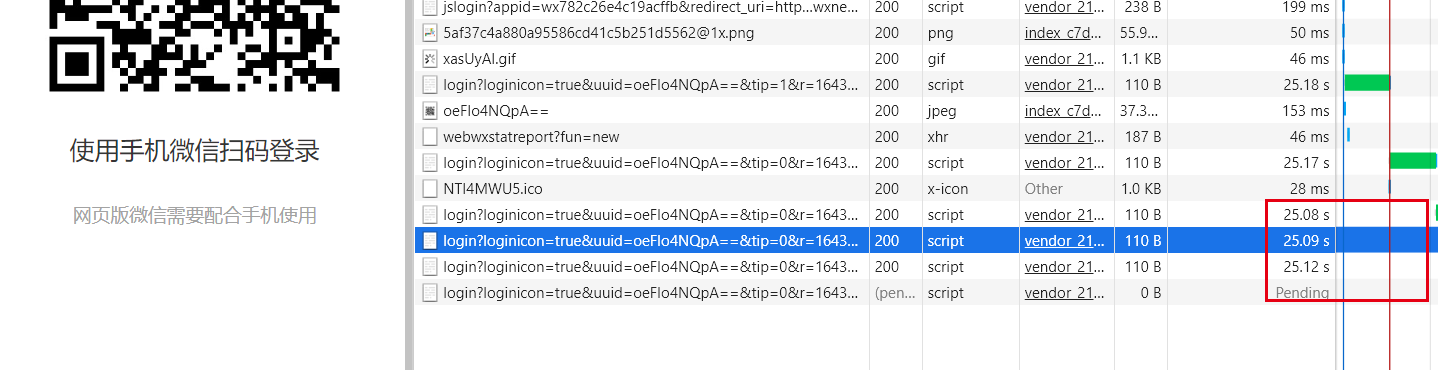 使用手机微信扫码登录
网页版微信需要配合手机使用
jslogin?appid=wx782c26e4c19acffb&redirect_uri=http...wxne... 200 script vendor_21... 238 B 199 ms
5af37c4a880a95586cd41c5b251d5562@1x.png 200 png index_c7d... 55.9... 50 ms
xasUyAI.gif 200 gif vendor_21... 1.1 KB 46 ms
login?loginicon=true&uuid=oeFIo4NQpA==&tip=1&r=1643... 200 script vendor_21... 110 B 25.18 s
oeFIo4NQpA== 200 jpeg index_c7d... 37.3... 153 ms
webwxstatreport?fun=new 200 xhr vendor_21... 187 B 46 ms
login?loginicon=true&uuid=oeFIo4NQpA==&tip=0&r=1643... 200 script vendor_21... 110 B 25.17 s
NTI4MWU5.ico 200 x-icon Other 1.0 KB 28 ms
login?loginicon=true&uuid=oeFIo4NQpA==&tip=0&r=1643... 200 script vendor_21... 110 B 25.08 s
login?loginicon=true&uuid=oeFIo4NQpA==&tip=0&r=1643... 200 script vendor_21... 110 B 25.09 s
login?loginicon=true&uuid=oeFIo4NQpA==&tip=0&r=1643... 200 script vendor_21... 110 B 25.12 s
login?loginicon=true&uuid=oeFIo4NQpA==&tip=0&r=1643... (pen... script vendor_21... 0 B Pending